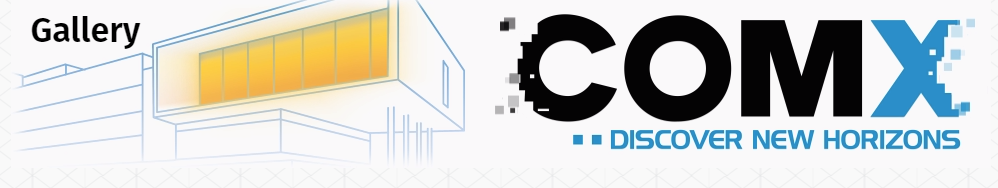 Gallery
COMX
DISCOVER NEW HORIZONS